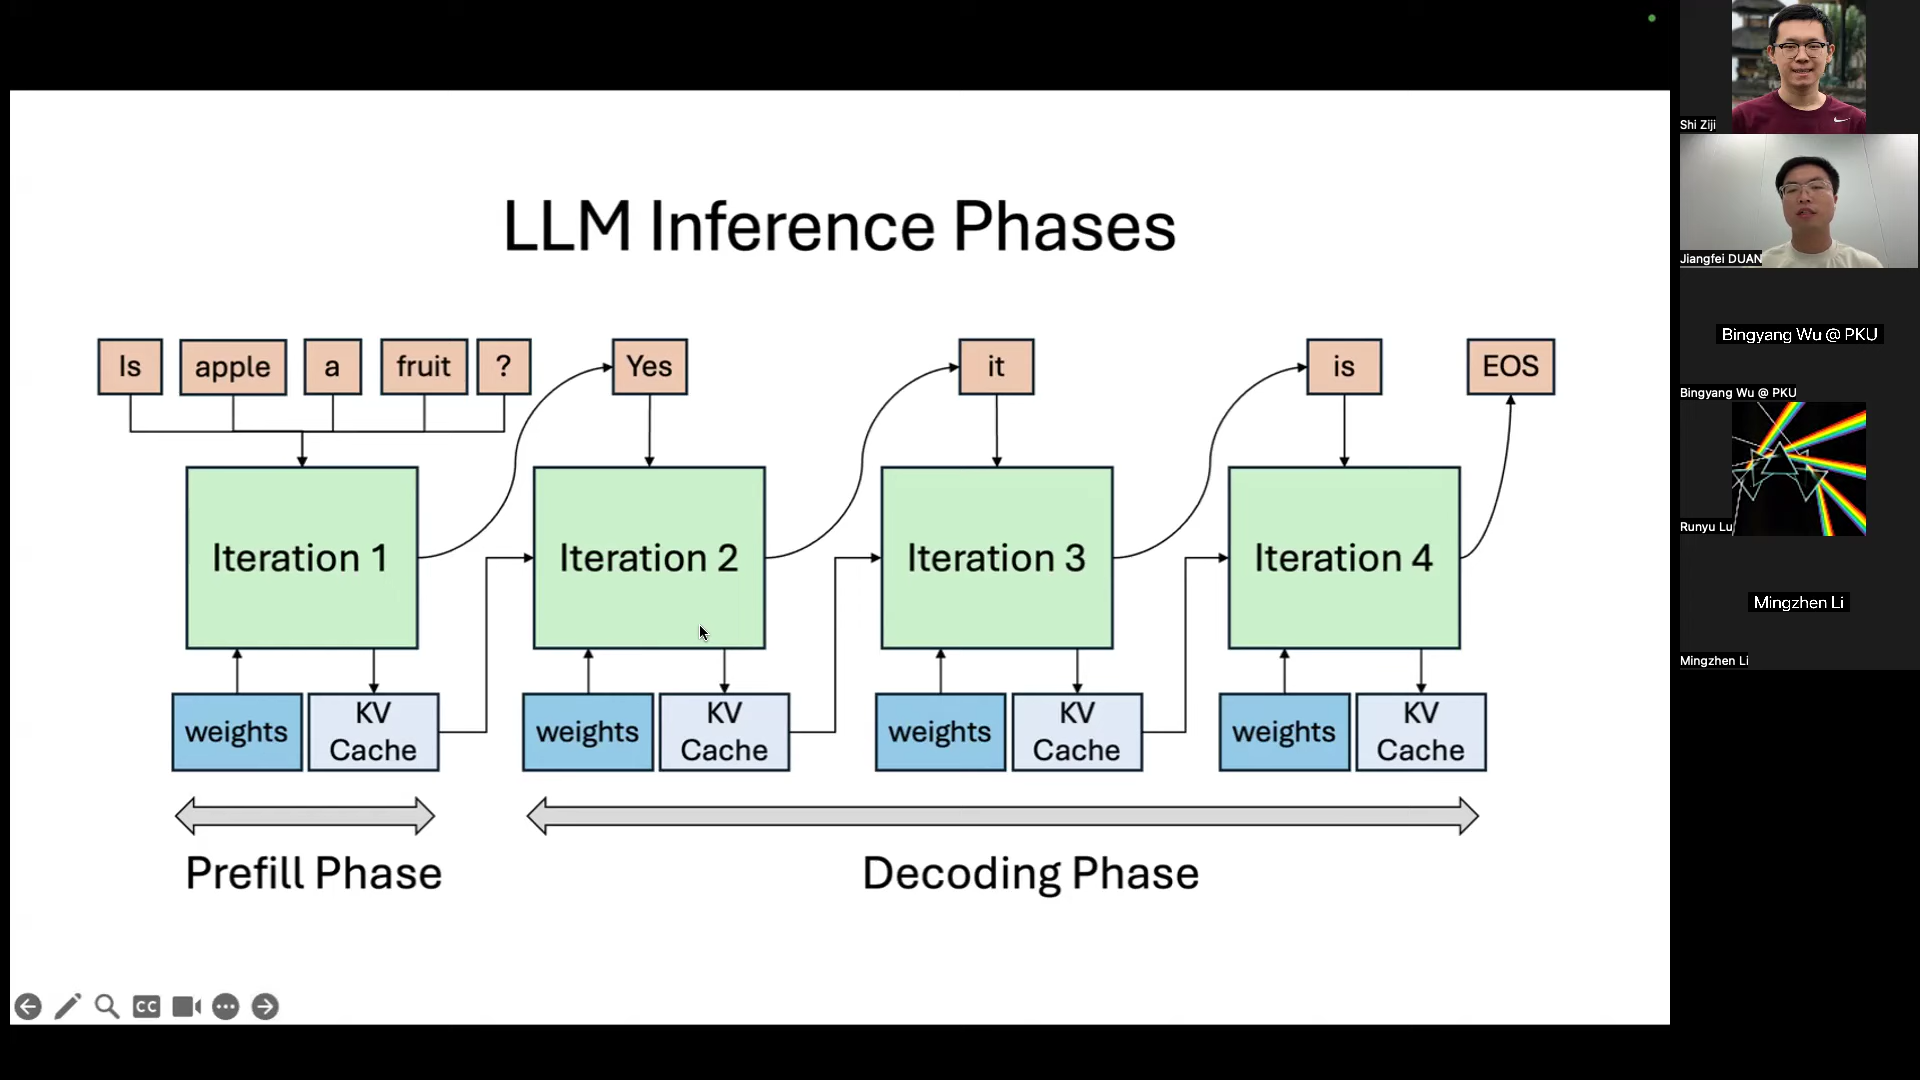 LLM Inference Phases
Is apple a fruit ? Yes it is EOS
Iteration 1 Iteration 2 Iteration 3 Iteration 4
weights KV Cache weights KV Cache weights KV Cache weights KV Cache
Prefill Phase Decoding Phase
CC
Shi Ziji
Jiangfei DUAN
Bingyang Wu @ PKU
Bingyang Wu @ PKU
Runyu Lu
Mingzhen Li
Mingzhen Li